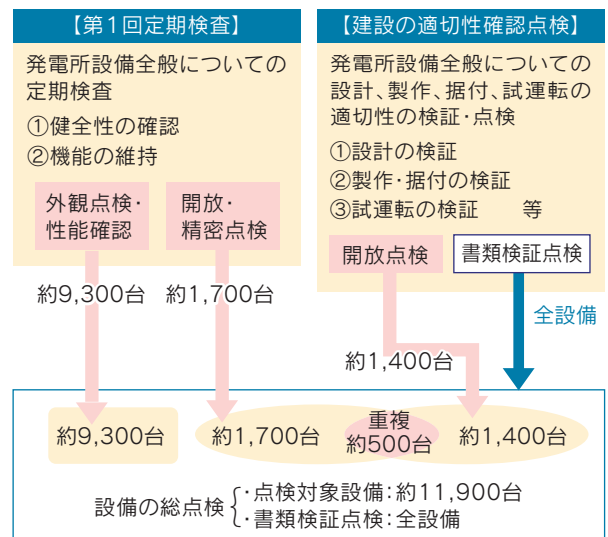 【第1回定期検査】
発電所設備全般についての
定期検査
①健全性の確認
②機能の維持
外観点検・
性能確認
開放・
精密点検
約9,300台
約1,700台
【建設の適切性確認点検】
発電所設備全般についての
設計、製作、据付、試運転の
適切性の検証・点検
①設計の検証
②製作・据付の検証
③試運転の検証 等
開放点検
書類検証点検
全設備
約1,400台
約9,300台
約1,700台
重複
約500台
約1,400台
設備の総点検
・点検対象設備：約11,900台
・書類検証点検：全設備